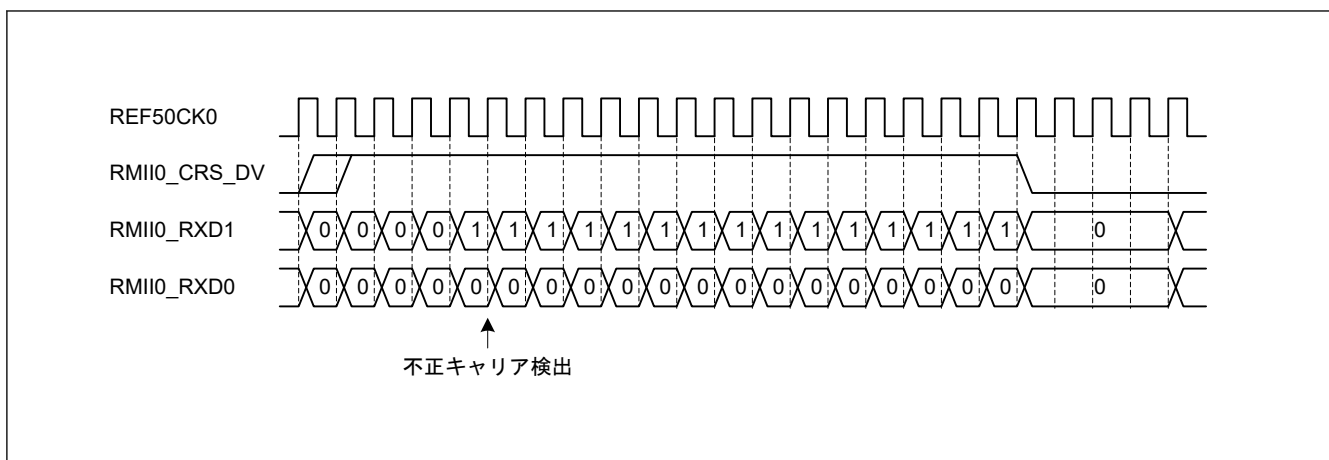 REF50CK0
RMII0_CRS_DV
RMII0_RXD1 0 0 0 0 1 1 1 1 1 1 1 1 1 1 1 1 1 1 1 0
RMII0_RXD0 0 0 0 0 0 0 0 0 0 0 0 0 0 0 0 0 0 0 0 0
不正キャリア検出